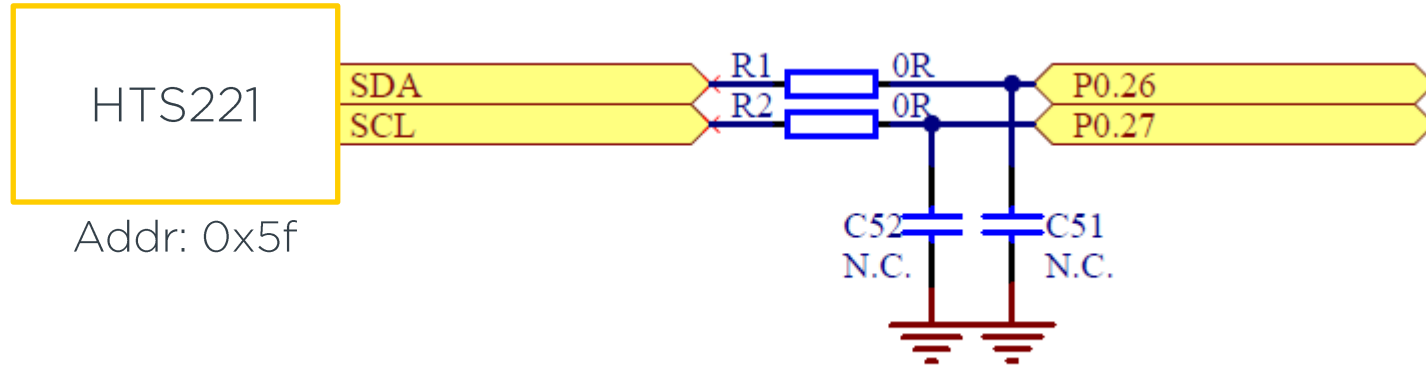 HTS221
SDA
SCL
R1
0R
R2
0R
P0.26
P0.27
C52
N.C.
C51
N.C.
Addr: 0x5f